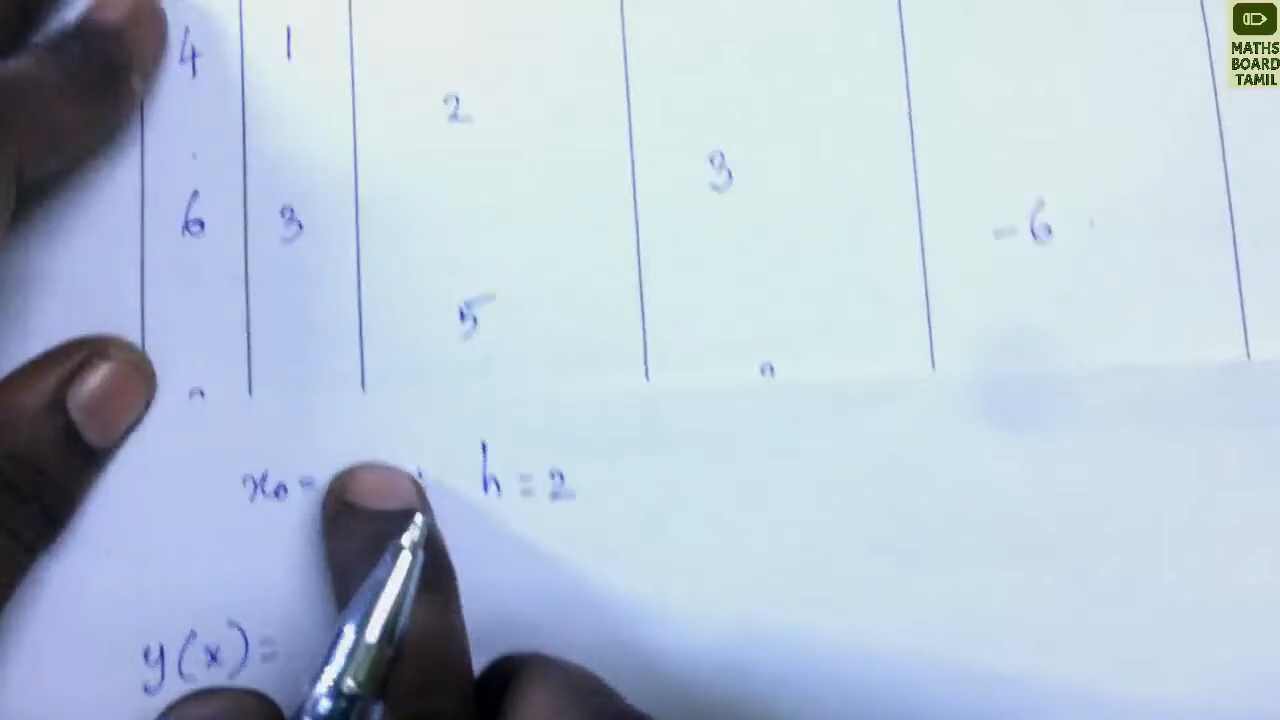 4 1
2
3
6 3 -6
5
x₀ = ; h = 2
y(x) =
MATHS
BOARD
TAMIL